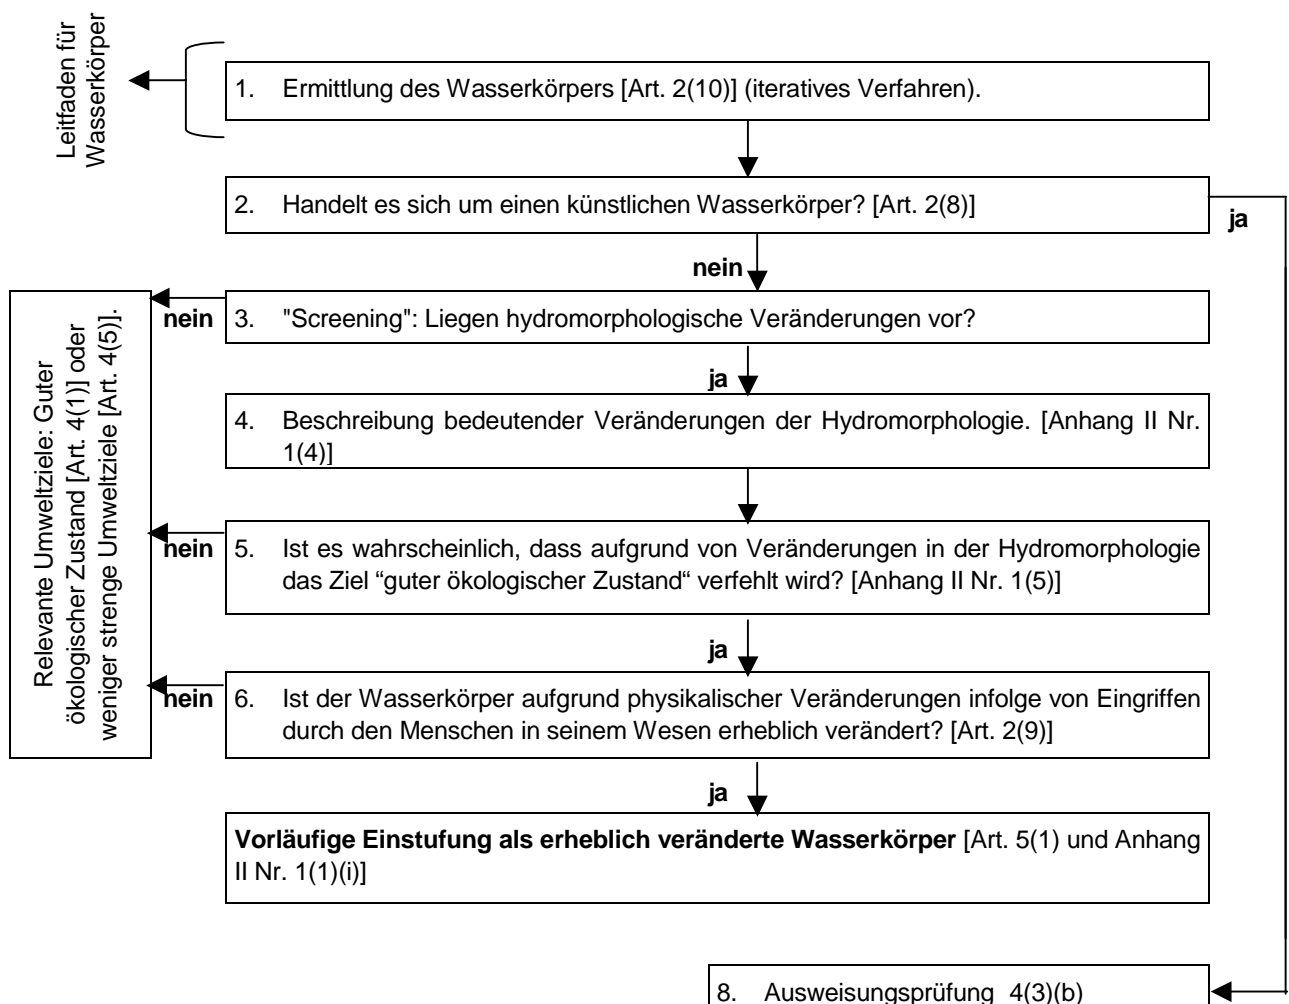 Leitfaden für
Wasserkörper
1. Ermittlung des Wasserkörpers [Art. 2(10)] (iteratives Verfahren).
2. Handelt es sich um einen künstlichen Wasserkörper? [Art. 2(8)]
ja
nein
nein
3. "Screening": Liegen hydromorphologische Veränderungen vor?
ja
4. Beschreibung bedeutender Veränderungen der Hydromorphologie. [Anhang II Nr.
1(4)]
nein
5. Ist es wahrscheinlich, dass aufgrund von Veränderungen in der Hydromorphologie
das Ziel “guter ökologischer Zustand“ verfehlt wird? [Anhang II Nr. 1(5)]
ja
nein
6. Ist der Wasserkörper aufgrund physikalischer Veränderungen infolge von Eingriffen
durch den Menschen in seinem Wesen erheblich verändert? [Art. 2(9)]
ja
Relevante Umweltziele: Guter
ökologischer Zustand [Art. 4(1)] oder
weniger strenge Umweltziele [Art. 4(5)].
Vorläufige Einstufung als erheblich veränderte Wasserkörper [Art. 5(1) und Anhang
II Nr. 1(1)(i)]
8. Ausweisungsprüfung 4(3)(b)